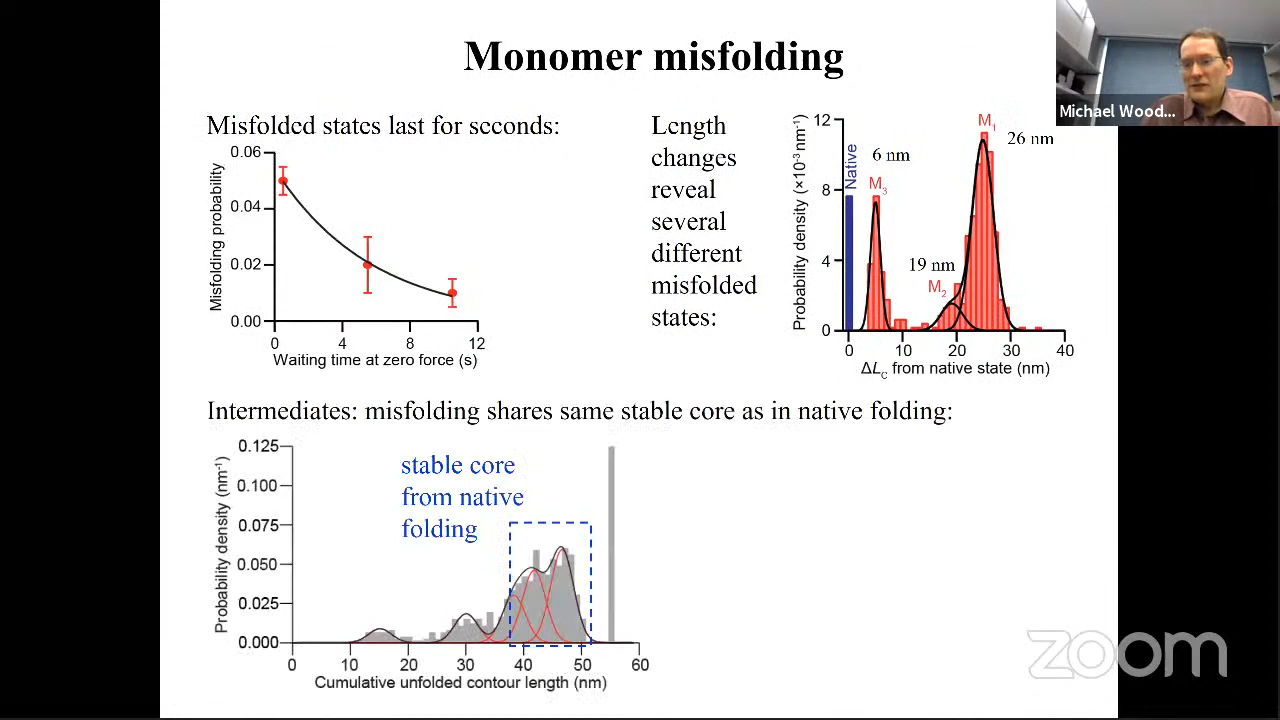 Monomer misfolding
Michael Wood...
Misfolded states last for seconds:
0.06
0.04
0.02
0.00
Misfolding probability
0 4 8 12
Waiting time at zero force (s)
Length
changes
reveal
several
different
misfolded
states:
12
8
4
0
Probability density (×10⁻³ nm⁻¹)
Native
M₁
26 nm
6 nm
M₃
19 nm
M₂
0 10 20 30 40
ΔL_C from native state (nm)
Intermediates: misfolding shares same stable core as in native folding:
0.125
0.100
0.075
0.050
0.025
0.000
Probability density (nm⁻¹)
stable core
from native
folding
0 10 20 30 40 50 60
Cumulative unfolded contour length (nm)
zoom